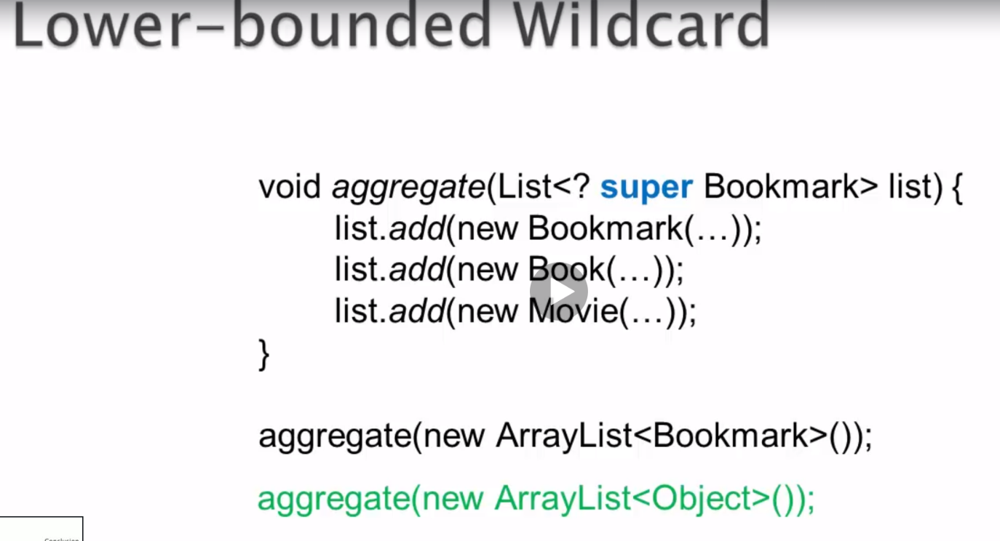 Lower-bounded Wildcard
void aggregate(List<? super Bookmark> list) {
list.add(new Bookmark(…));
list.add(new Book(…));
list.add(new Movie(…));
}
aggregate(new ArrayList<Bookmark>());
aggregate(new ArrayList<Object>());
Conclusion